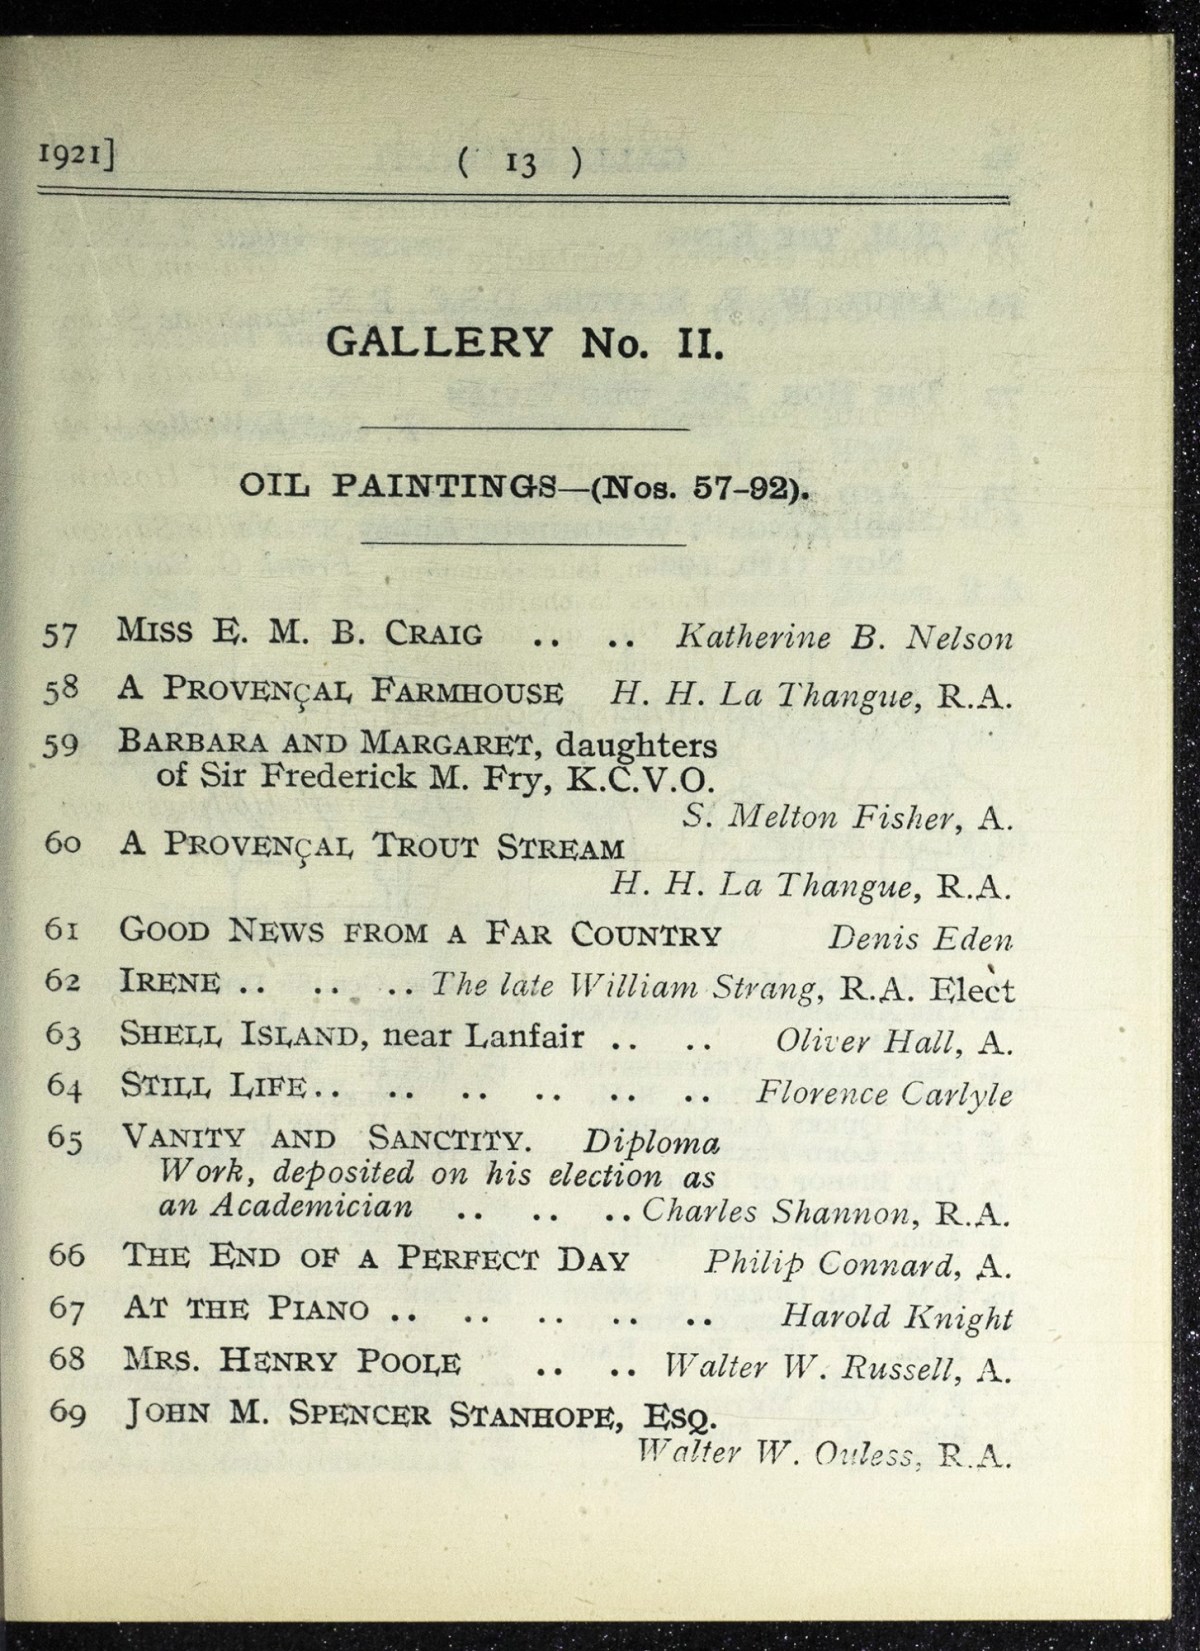 1921] ( 13 )
GALLERY No. II.
OIL PAINTINGS—(Nos. 57–92).
57 MISS E. M. B. CRAIG .. .. Katherine B. Nelson
58 A PROVENÇAL FARMHOUSE H. H. La Thangue, R.A.
59 BARBARA AND MARGARET, daughters
of Sir Frederick M. Fry, K.C.V.O.
S. Melton Fisher, A.
60 A PROVENÇAL TROUT STREAM
H. H. La Thangue, R.A.
61 GOOD NEWS FROM A FAR COUNTRY Denis Eden
62 IRENE .. .. .. The late William Strang, R.A. Elect
63 SHELL ISLAND, near Lanfair .. .. Oliver Hall, A.
64 STILL LIFE .. .. .. .. .. .. Florence Carlyle
65 VANITY AND SANCTITY. Diploma
Work, deposited on his election as
an Academician .. .. .. Charles Shannon, R.A.
66 THE END OF A PERFECT DAY Philip Connard, A.
67 AT THE PIANO .. .. .. .. .. Harold Knight
68 MRS. HENRY POOLE .. .. Walter W. Russell, A.
69 JOHN M. SPENCER STANHOPE, ESQ.
Walter W. Ouless, R.A.